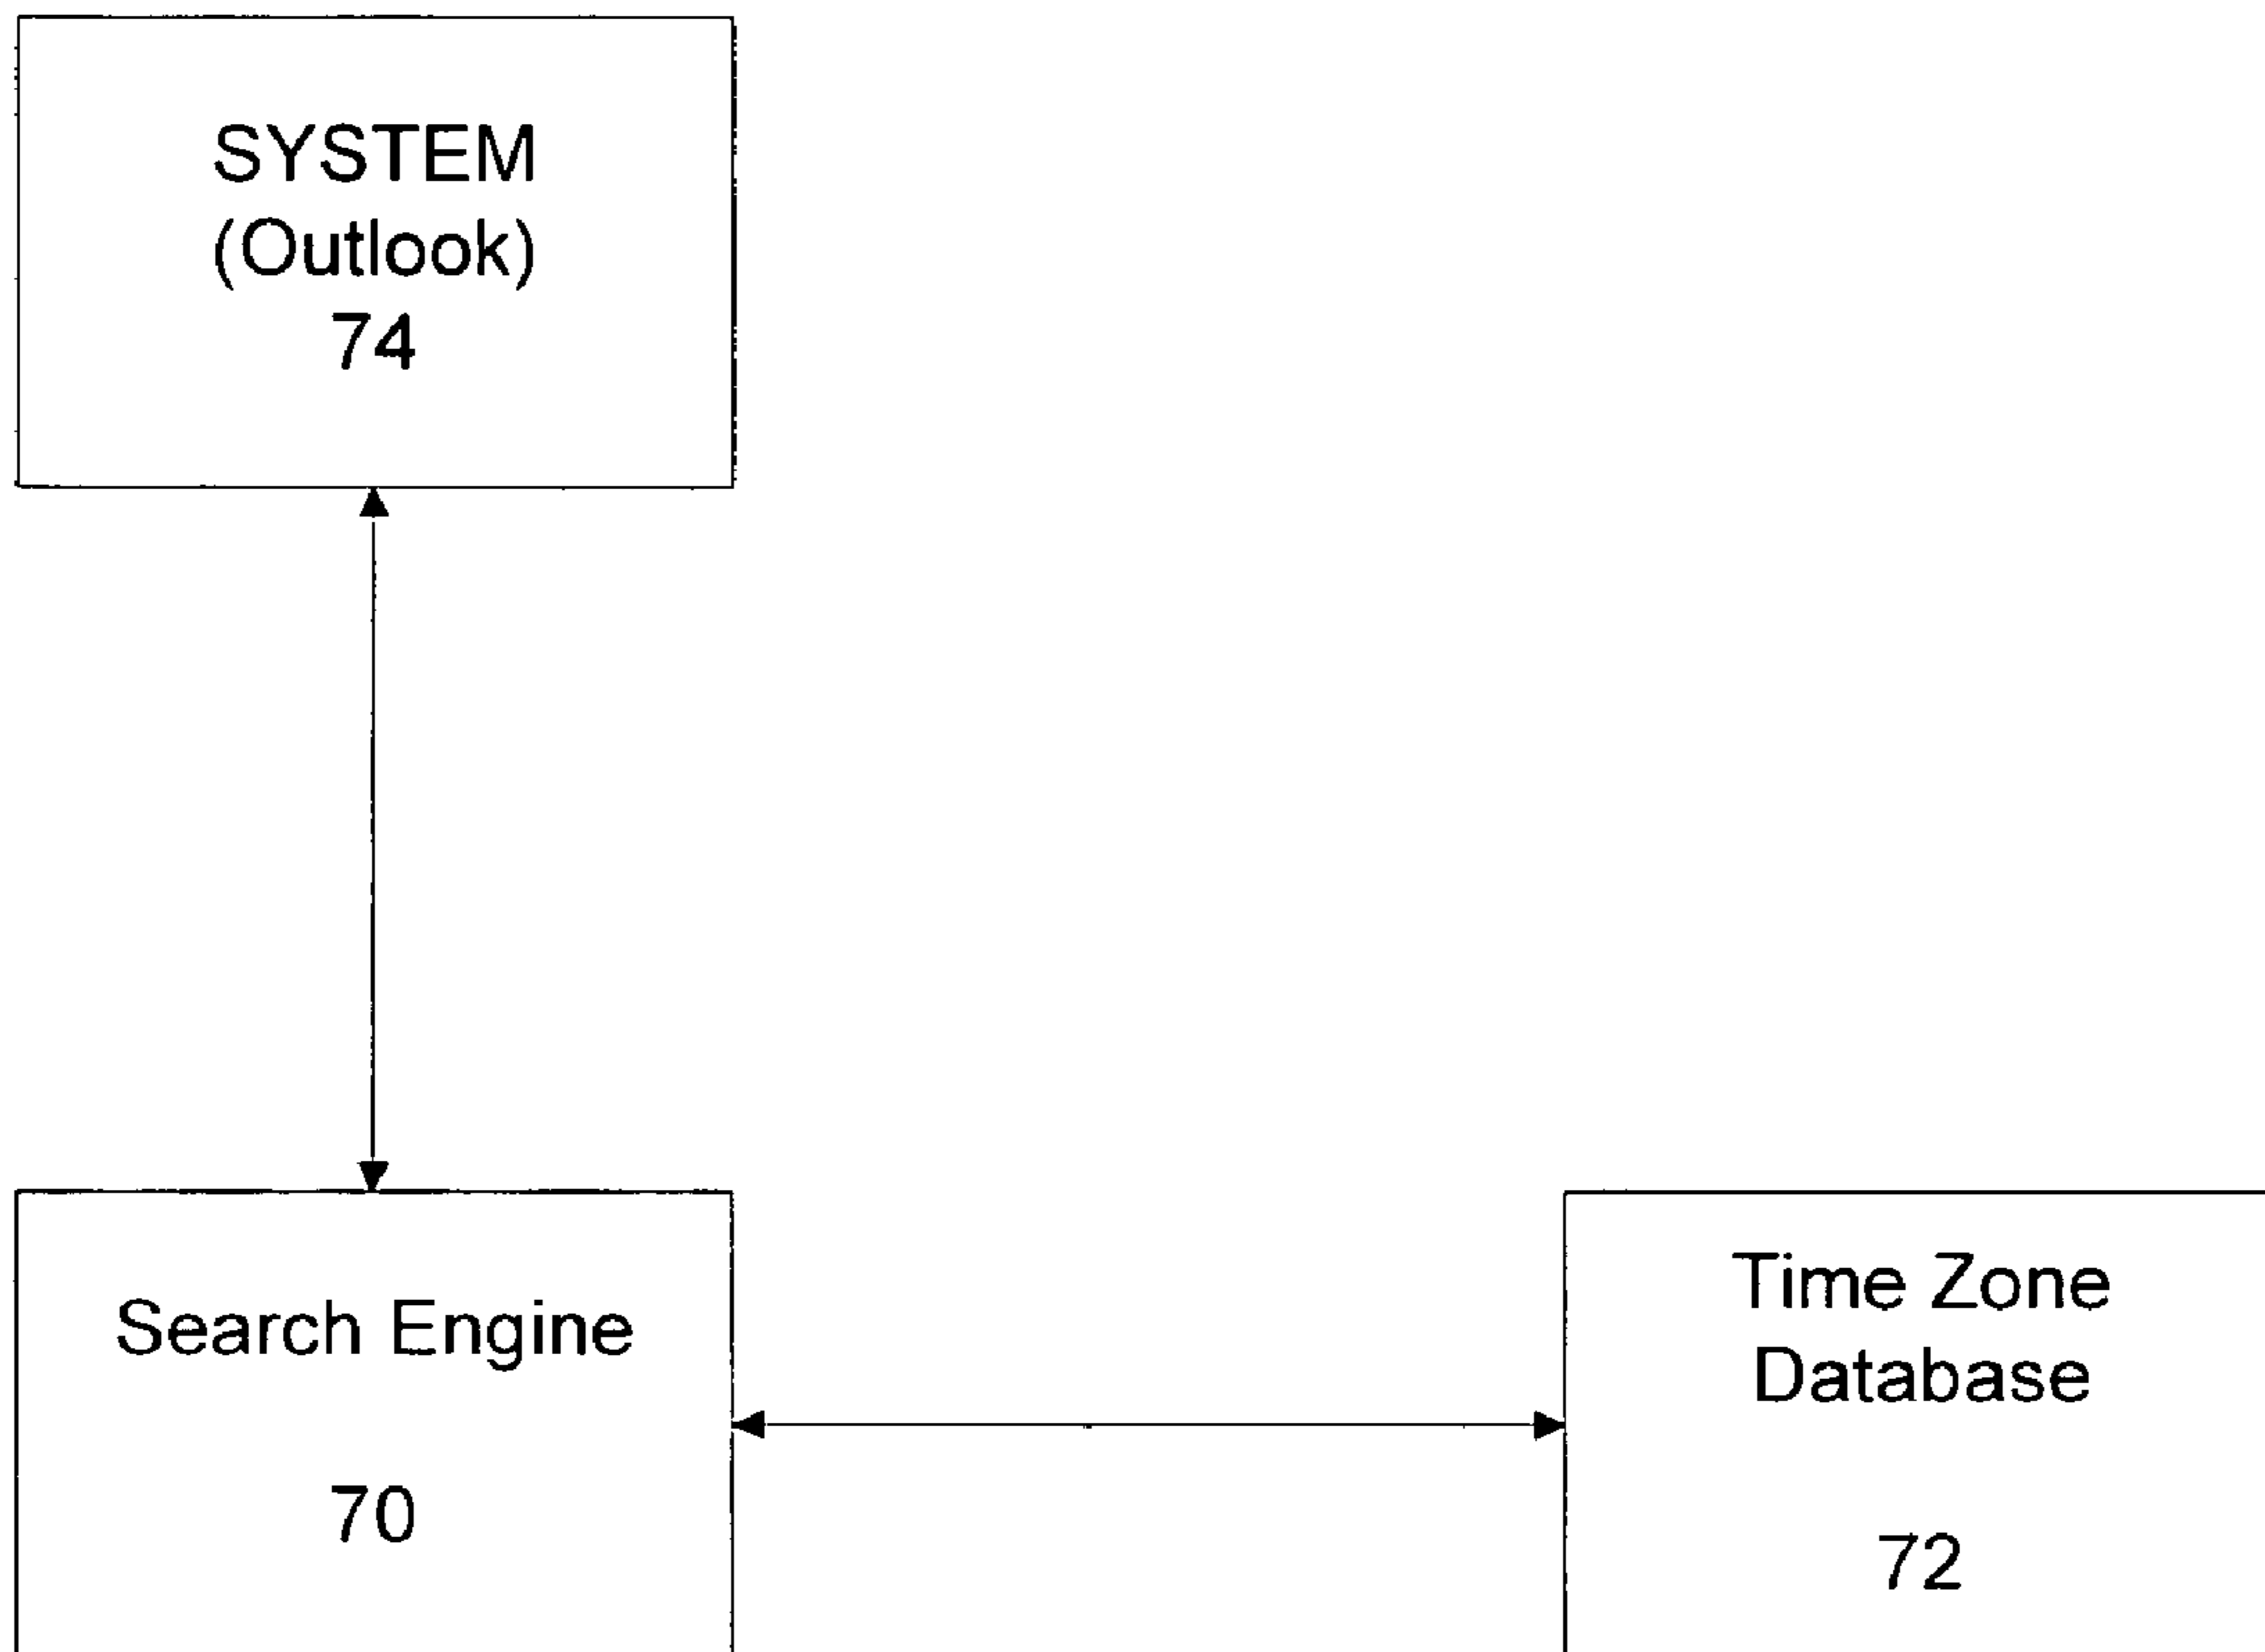 SYSTEM
(Outlook)
74
Search Engine
70
Time Zone
Database
72